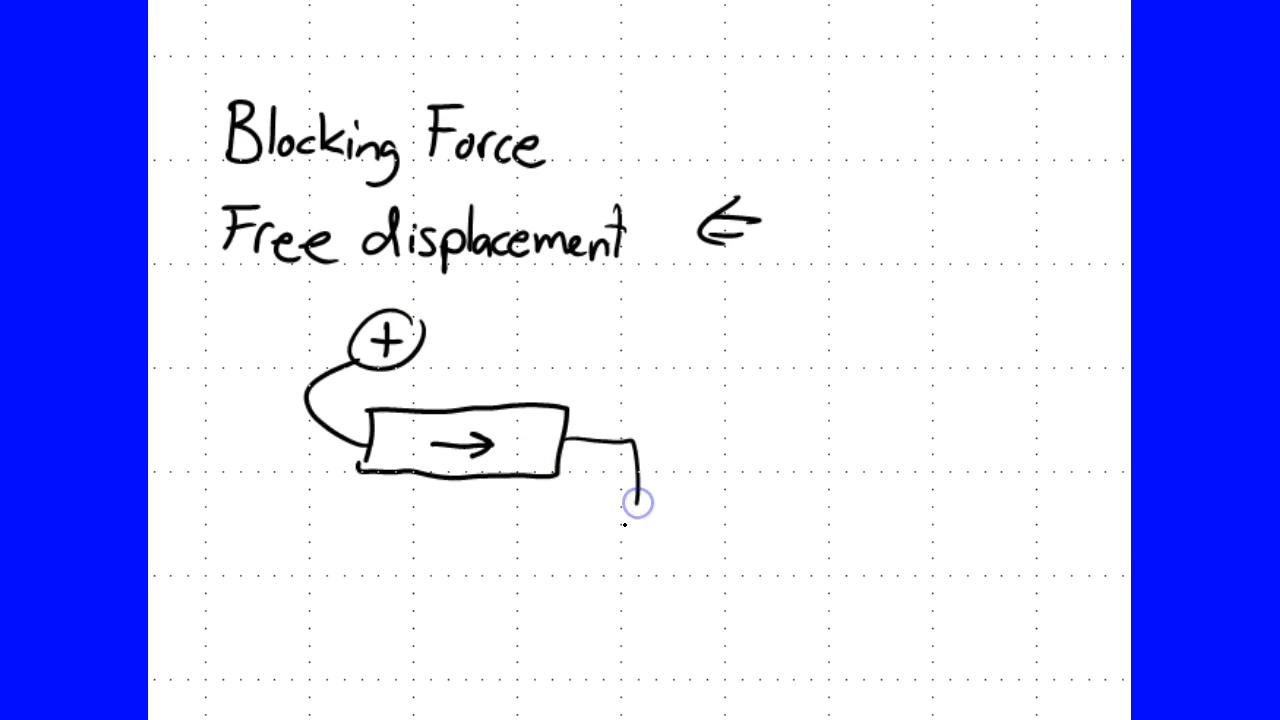 Blocking Force
Free displacement ⇐
+
→